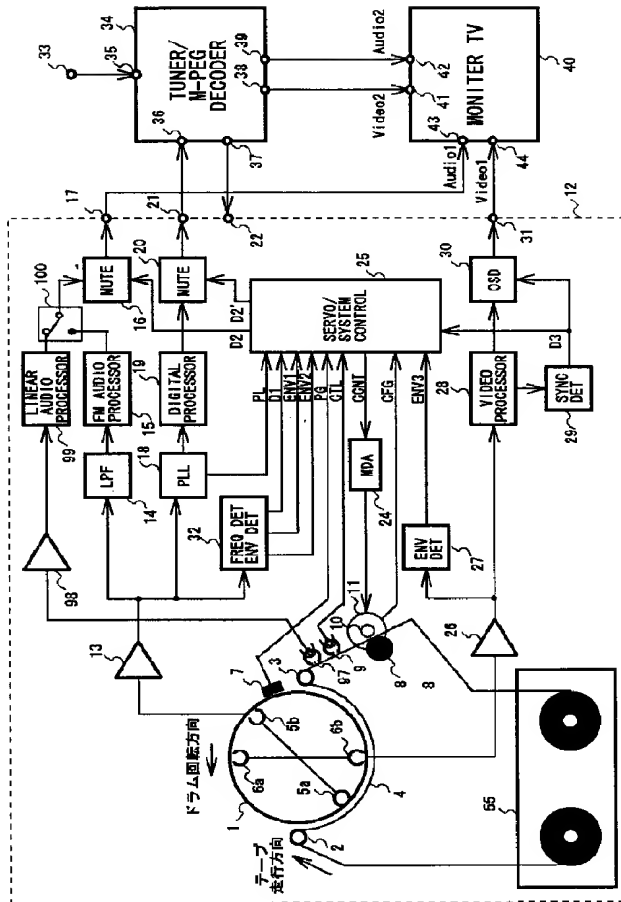 33
34
35
TUNER/
M-PEG
DECODER
36
37
38
39
Video2
Audio2
41
42
43
44
MONITER TV
40
Audio1
Video1
12
17
21
22
31
100
MUTE
16
20
MUTE
D2
D2'
25
SERVO/
SYSTEM
CONTROL
30
OSD
D3
LINEAR
AUDIO
PROCESSOR
99
FM AUDIO
PROCESSOR
15
19
DIGITAL
PROCESSOR
PL
D1
ENV1
ENV2
PG
CTL
CONT
CFG
ENV3
28
VIDEO
PROCESSOR
SYNC
DET
29
LPF
14
18
PLL
32
FREQ DET
ENV DET
MDA
24
ENV
DET
27
98
13
26
7
3
97
9
10
11
8
8
ドラム回転方向
1
6a
5b
5a
6b
4
2
テープ
走行方向
55